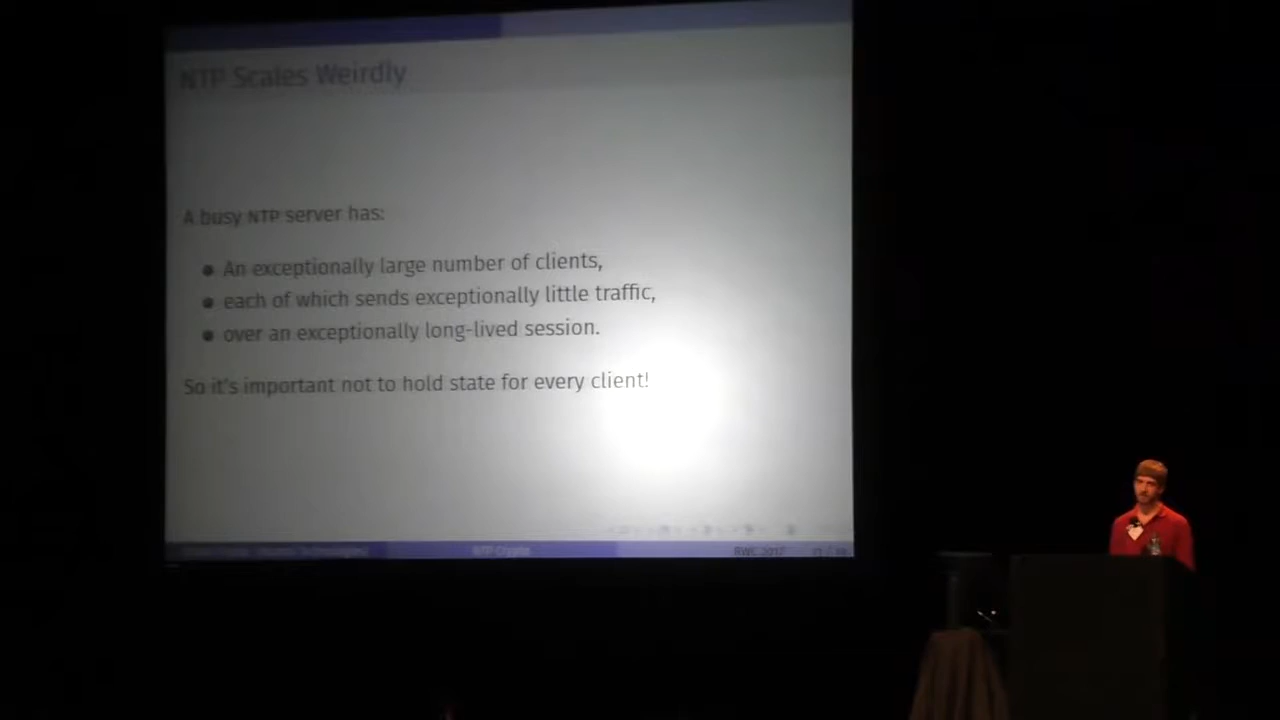 NTP Scales Weirdly
A busy NTP server has:
An exceptionally large number of clients,
each of which sends exceptionally little traffic,
over an exceptionally long-lived session.
So it's important not to hold state for every client!
NTP Crypto RWC 2017